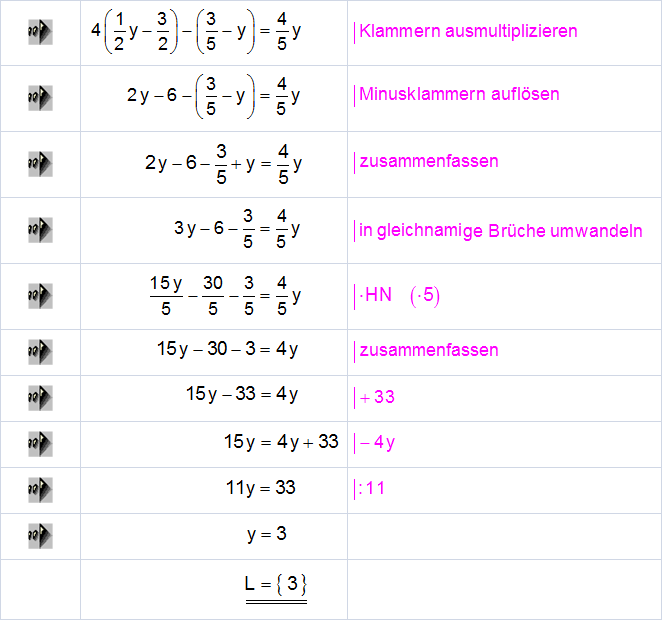 4(1/2 y − 3/2) − (3/5 − y) = 4/5 y |Klammern ausmultiplizieren
2y − 6 − (3/5 − y) = 4/5 y |Minusklammern auflösen
2y − 6 − 3/5 + y = 4/5 y |zusammenfassen
3y − 6 − 3/5 = 4/5 y |in gleichnamige Brüche umwandeln
15y/5 − 30/5 − 3/5 = 4/5 y |·HN (·5)
15y − 30 − 3 = 4y |zusammenfassen
15y − 33 = 4y |+33
15y = 4y + 33 |−4y
11y = 33 |:11
y = 3
L = {3}